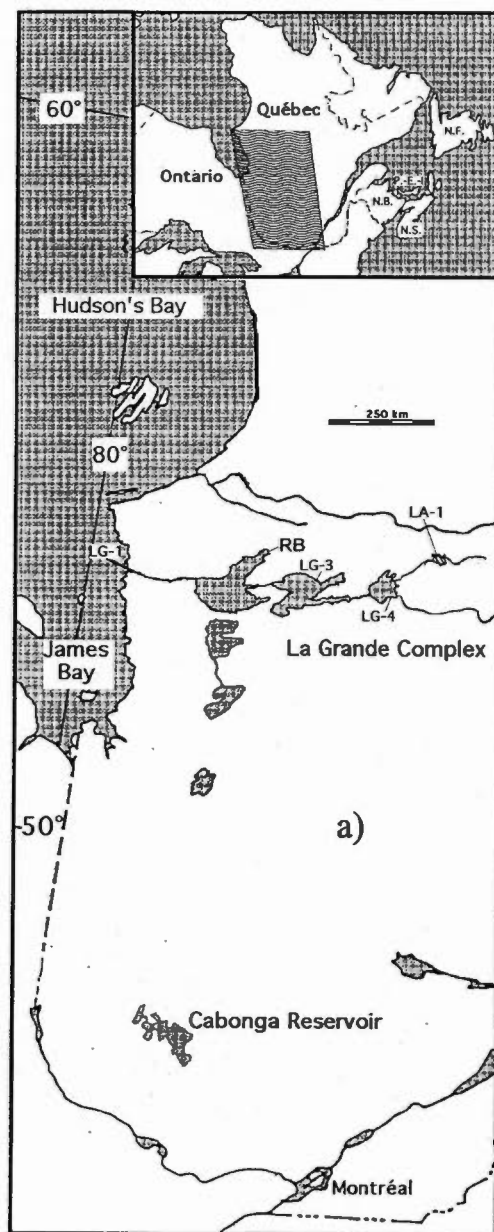 60°
Québec
N.F.
Ontario
P.-E.-I
N.B.
N.S.
Hudson's Bay
250 km
80°
LA-1
LG-1
RB
LG-3
LG-4
James
Bay
La Grande Complex
50°
a)
Cabonga Reservoir
Montréal